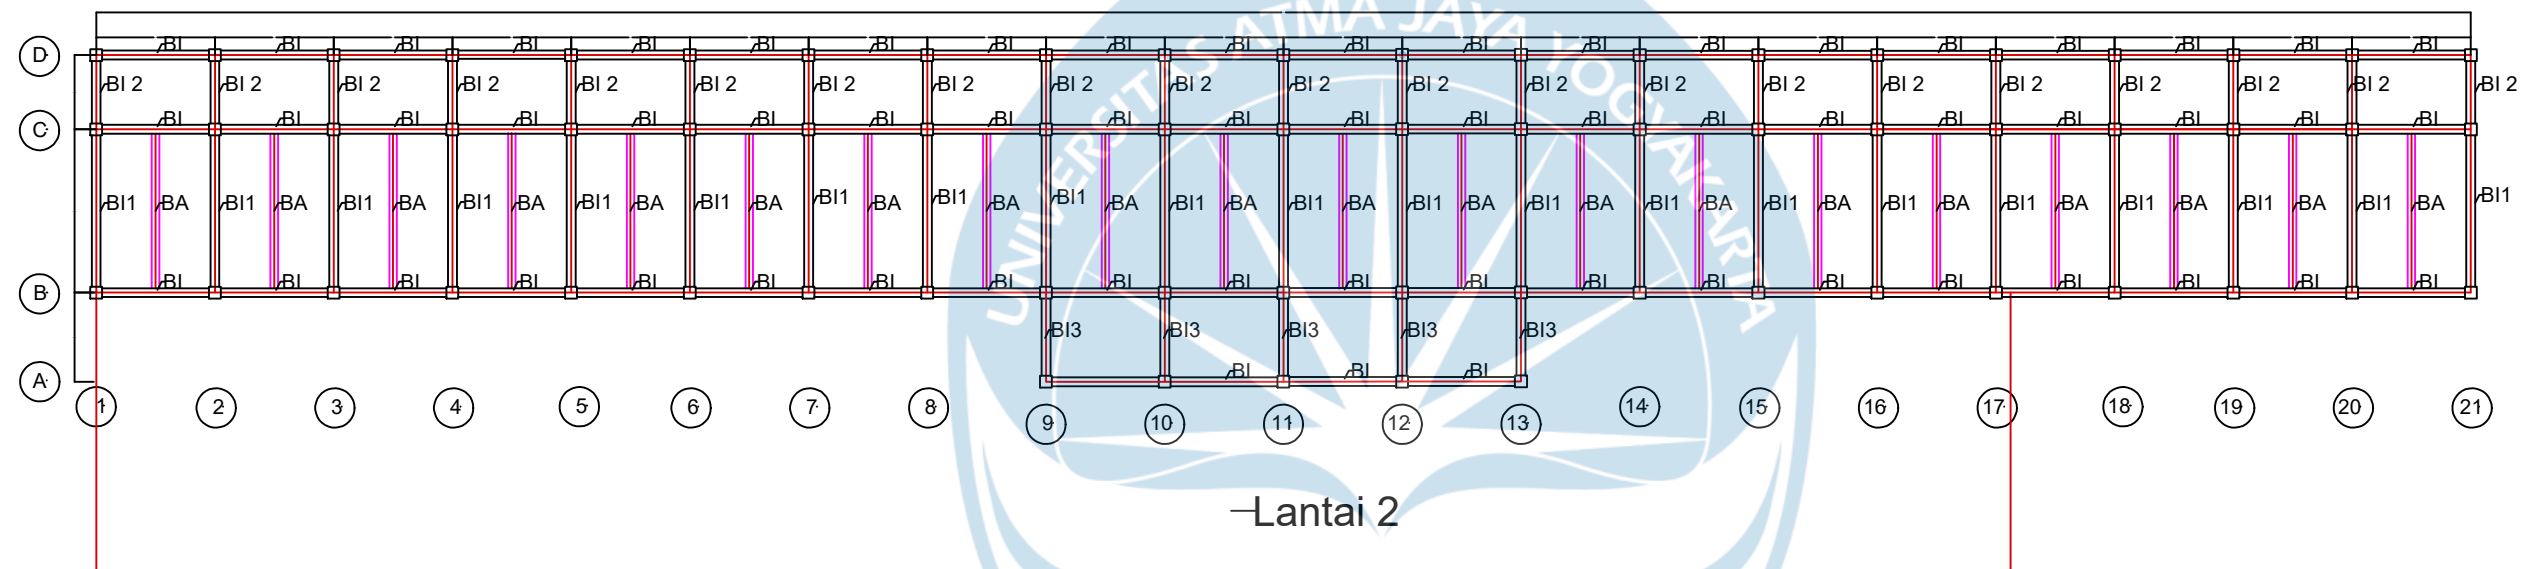 UNIVERSITAS ATMA JAYA YOGYAKARTA
D BI BI BI BI BI BI BI BI BI BI BI BI BI BI BI BI BI BI BI BI
BI 2 BI 2 BI 2 BI 2 BI 2 BI 2 BI 2 BI 2 BI 2 BI 2 BI 2 BI 2 BI 2 BI 2 BI 2 BI 2 BI 2 BI 2 BI 2 BI 2 BI 2
C BI BI BI BI BI BI BI BI BI BI BI BI BI BI BI BI BI BI BI BI
BI1 BA BI1 BA BI1 BA BI1 BA BI1 BA BI1 BA BI1 BA BI1 BA BI1 BA BI1 BA BI1 BA BI1 BA BI1 BA BI1 BA BI1 BA BI1 BA BI1 BA BI1 BA BI1 BA BI1 BA BI1
B BI BI BI BI BI BI BI BI BI BI BI BI BI BI BI BI BI BI BI BI
BI3 BI3 BI3 BI3 BI3
A BI BI BI
1 2 3 4 5 6 7 8 9 10 11 12 13 14 15 16 17 18 19 20 21
Lantai 2